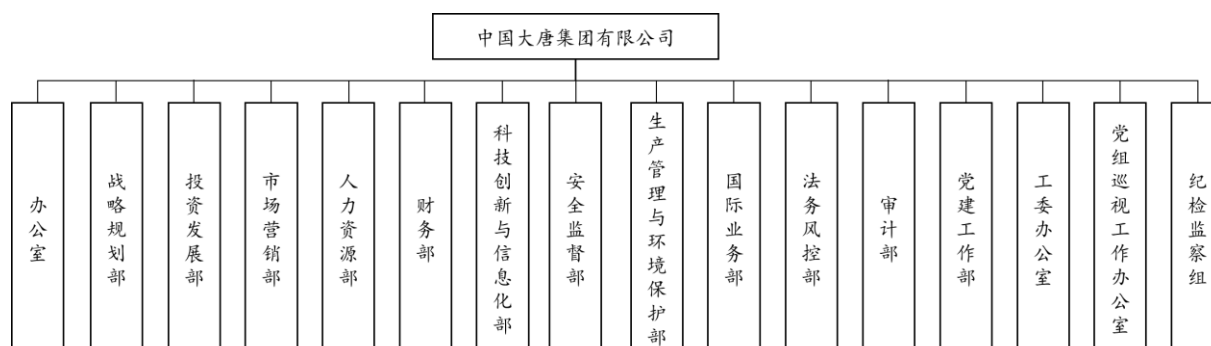 中国大唐集团有限公司
办公室
战略规划部
投资发展部
市场营销部
人力资源部
财务部
科技创新与信息化部
安全监督部
生产管理与环境保护部
国际业务部
法务风控部
审计部
党建工作部
工委办公室
党组巡视工作办公室
纪检监察组